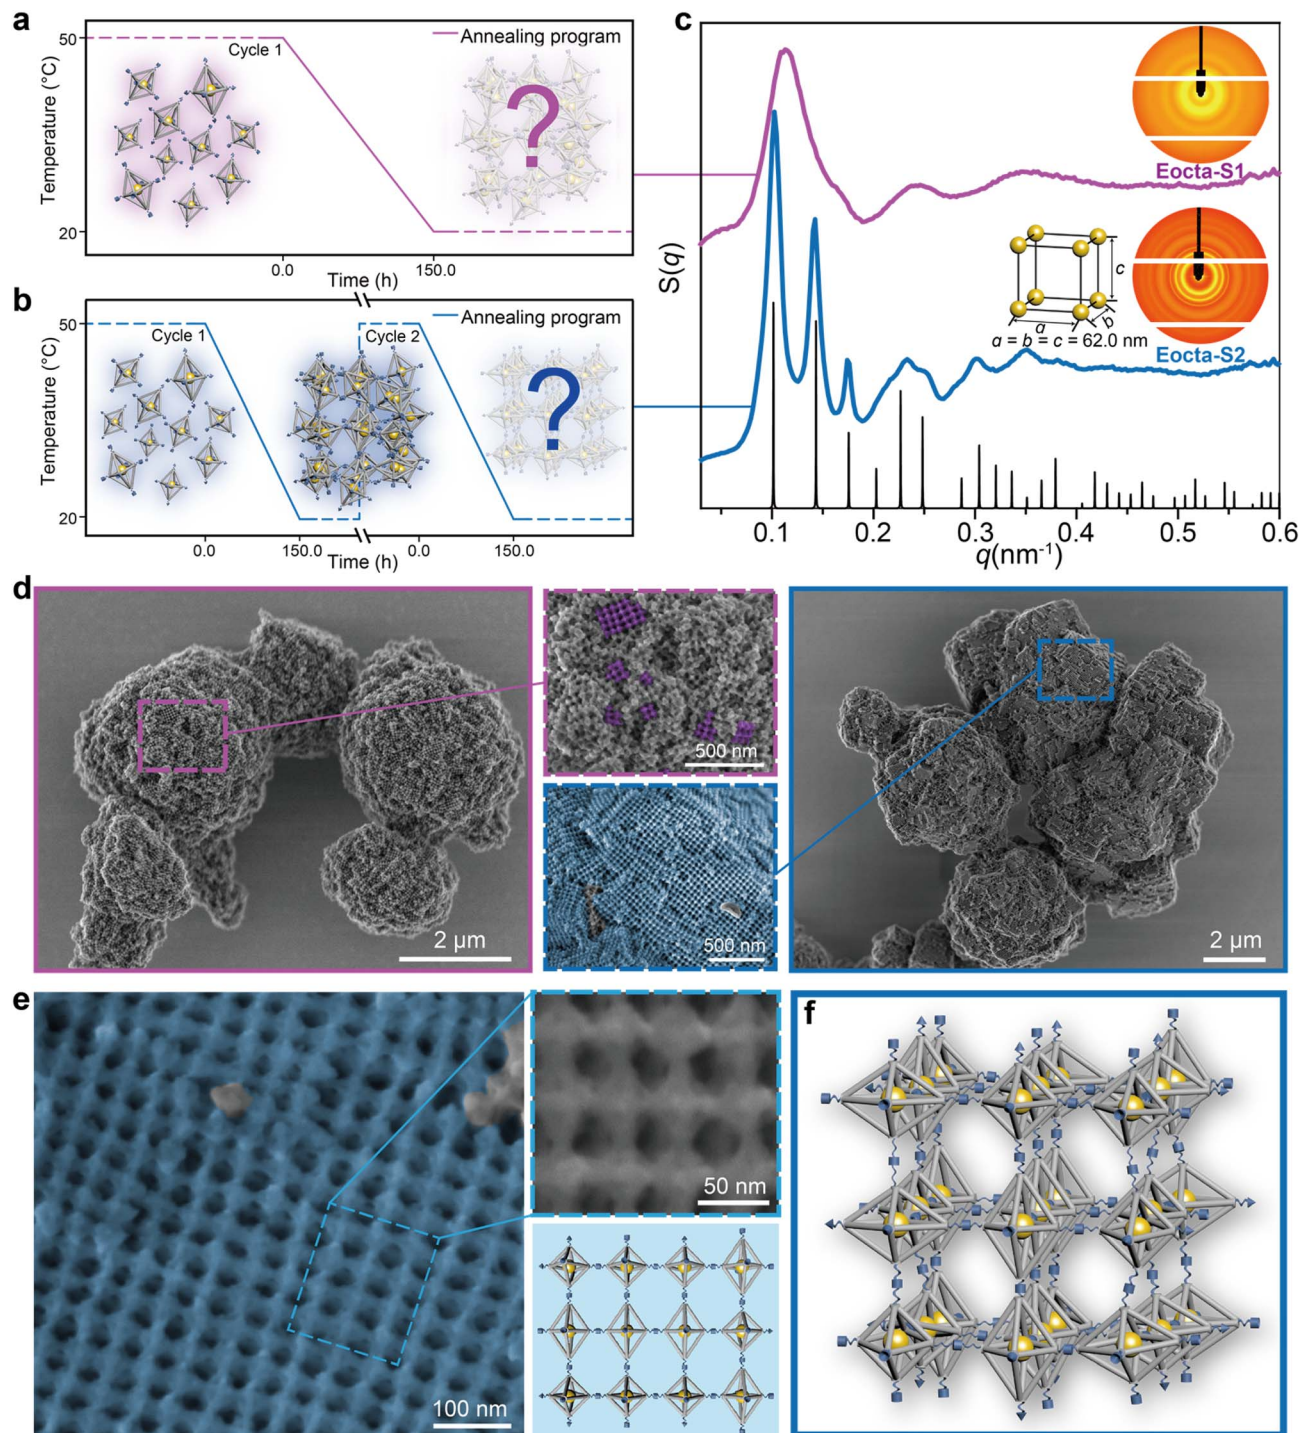 a
Temperature (°C)
50
20
Cycle 1
Annealing program
?
0.0
150.0
Time (h)
b
Temperature (°C)
50
20
Cycle 1
Cycle 2
Annealing program
?
0.0
150.0
0.0
150.0
Time (h)
c
S(q)
Eocta-S1
a
b
c
a = b = c = 62.0 nm
Eocta-S2
0.1
0.2
0.3
0.4
0.5
0.6
q(nm⁻¹)
d
2 μm
500 nm
500 nm
2 μm
e
100 nm
50 nm
f